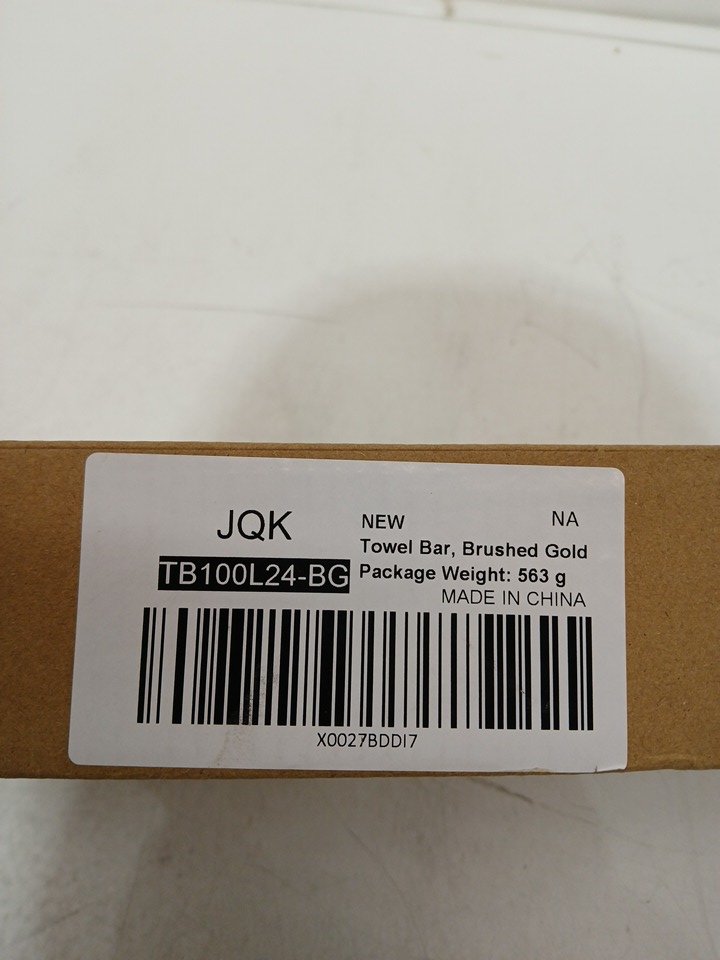 JQK
TB100L24-BG
NEW NA
Towel Bar, Brushed Gold
Package Weight: 563 g
MADE IN CHINA
X0027BDDI7